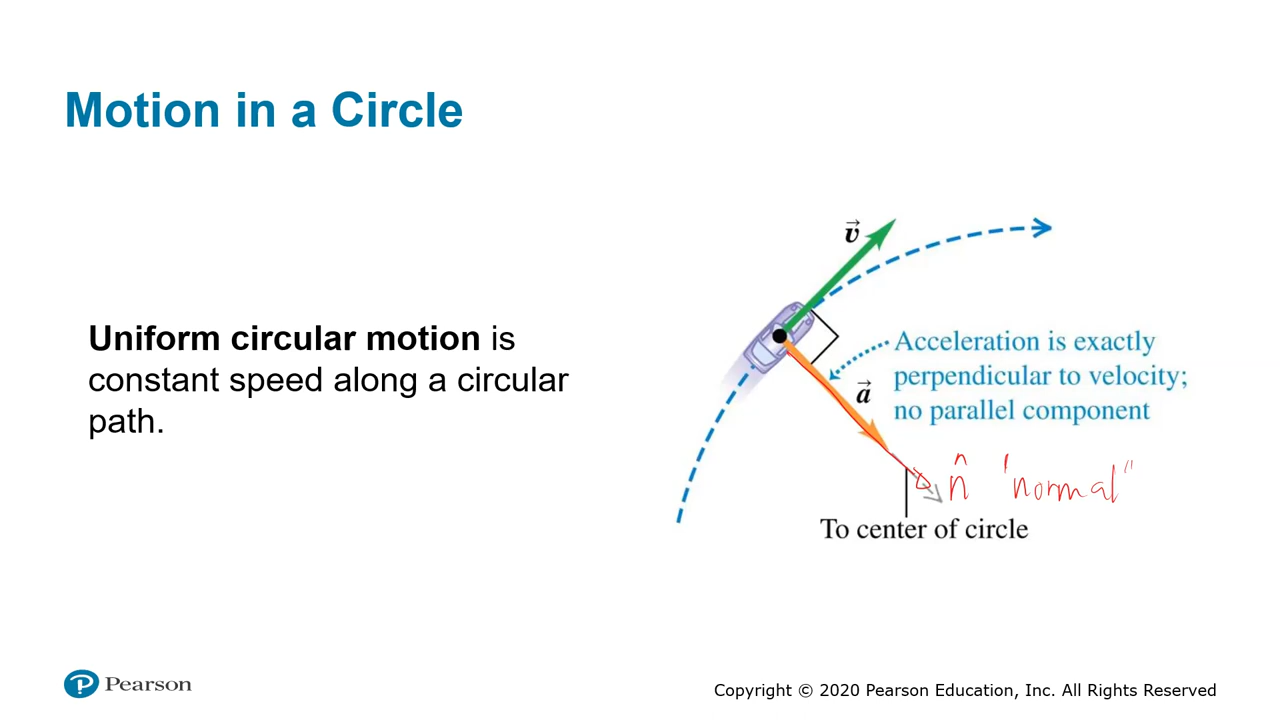 Motion in a Circle
Uniform circular motion is
constant speed along a circular
path.
v⃗
Acceleration is exactly
perpendicular to velocity;
no parallel component
a⃗
n̂ "normal"
To center of circle
Pearson
Copyright © 2020 Pearson Education, Inc. All Rights Reserved